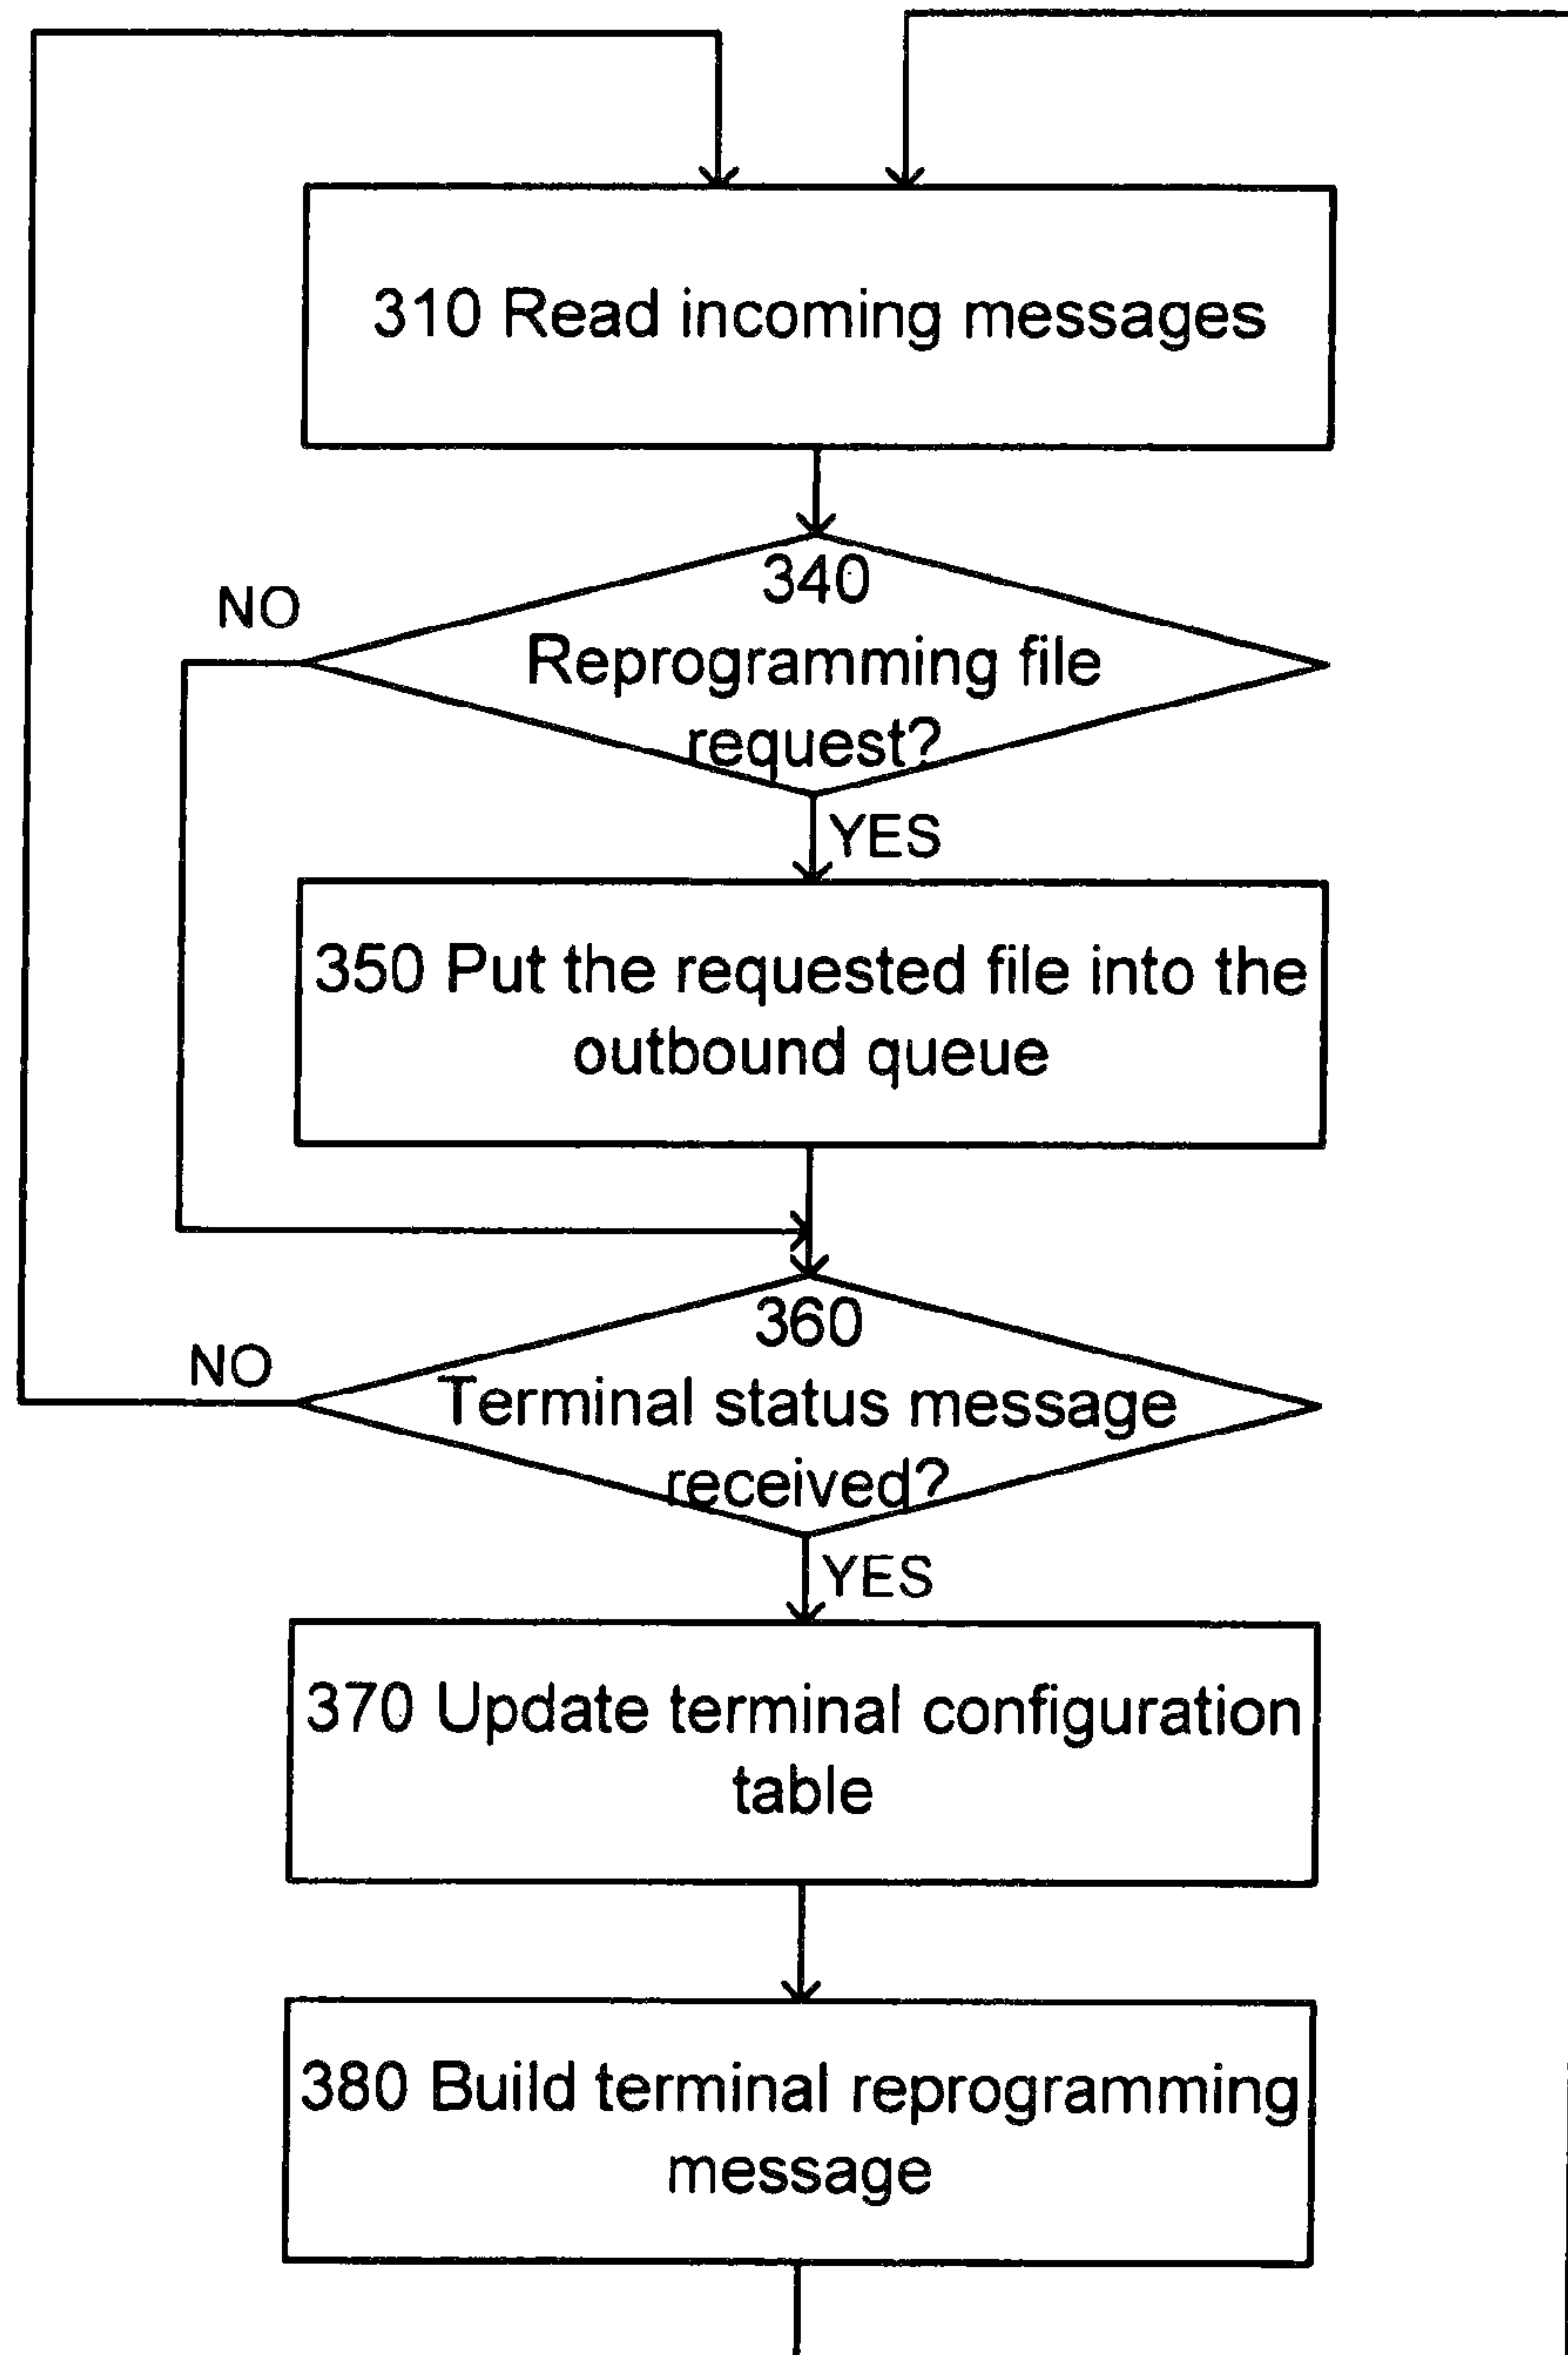 310 Read incoming messages
340
Reprogramming file
request?
NO
YES
350 Put the requested file into the
outbound queue
360
Terminal status message
received?
NO
YES
370 Update terminal configuration
table
380 Build terminal reprogramming
message